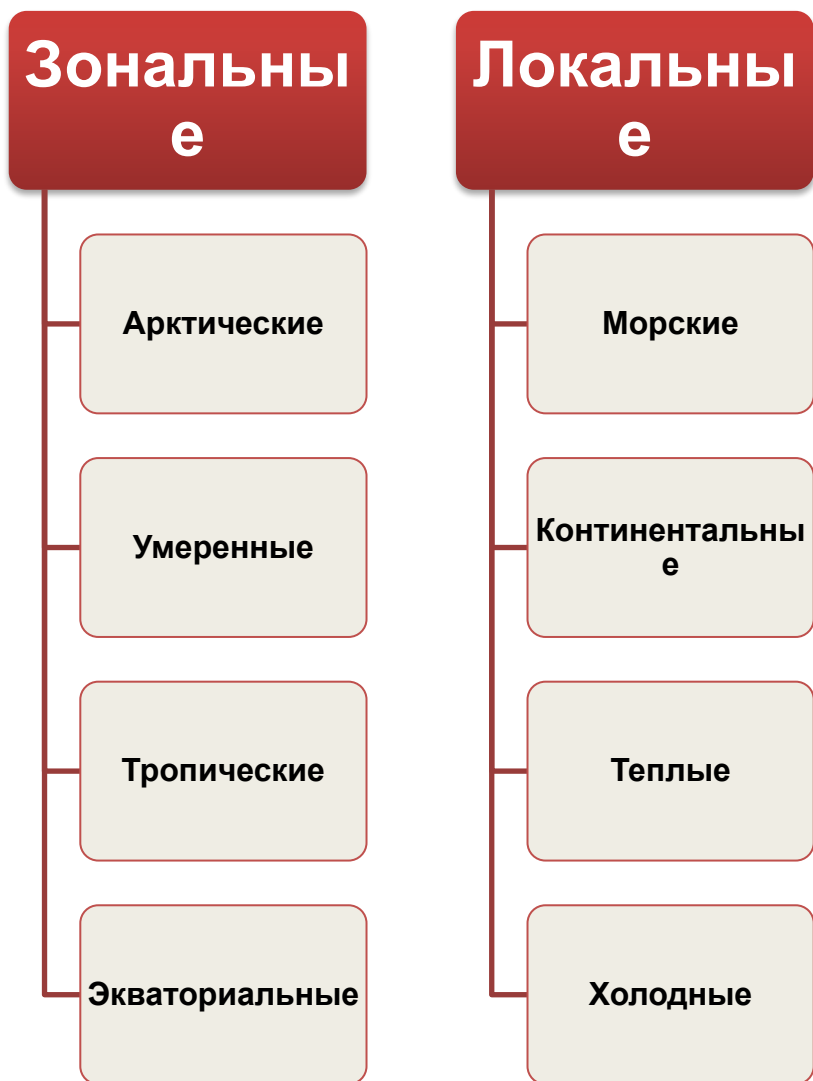 Зональны
е
Арктические
Умеренные
Тропические
Экваториальные
Локальны
е
Морские
Континентальны
е
Теплые
Холодные